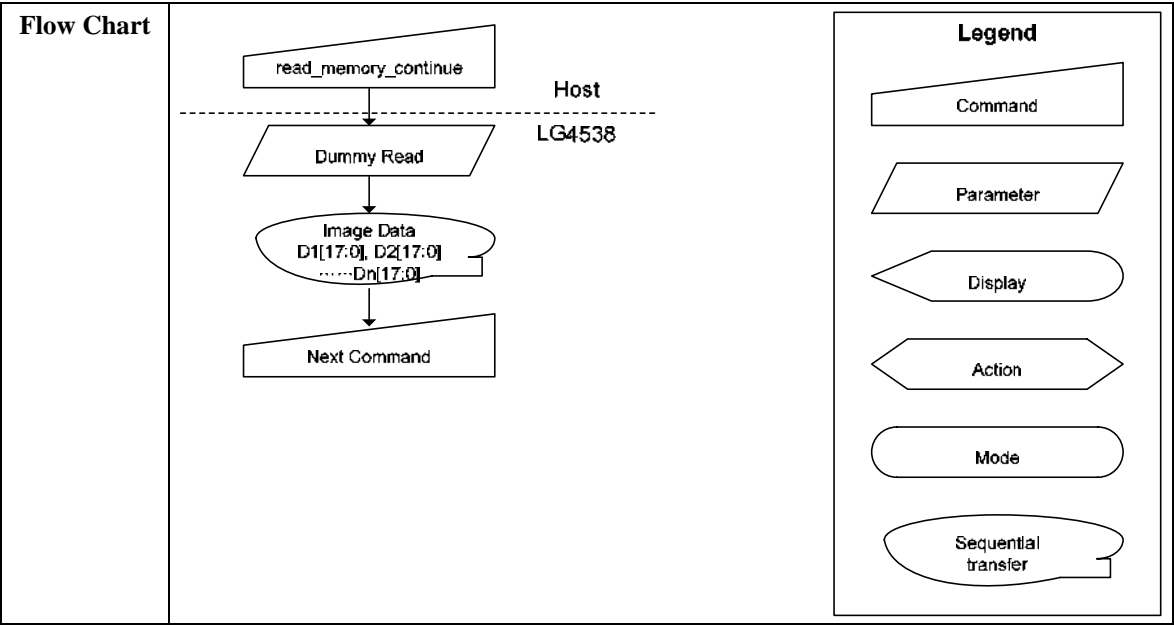 Flow Chart
read_memory_continue
Host
LG4538
Dummy Read
Image Data
D1[17:0], D2[17:0]
······Dn[17:0]
Next Command
Legend
Command
Parameter
Display
Action
Mode
Sequential
transfer